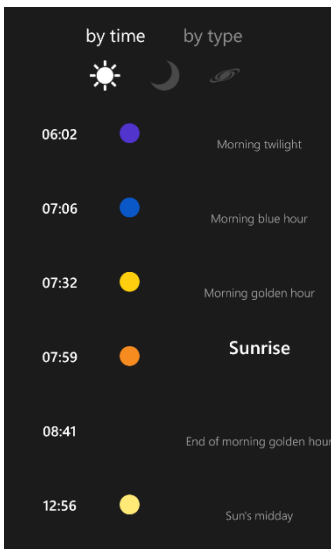 by time by type
06:02 Morning twilight
07:06 Morning blue hour
07:32 Morning golden hour
07:59 Sunrise
08:41 End of morning golden hour
12:56 Sun's midday